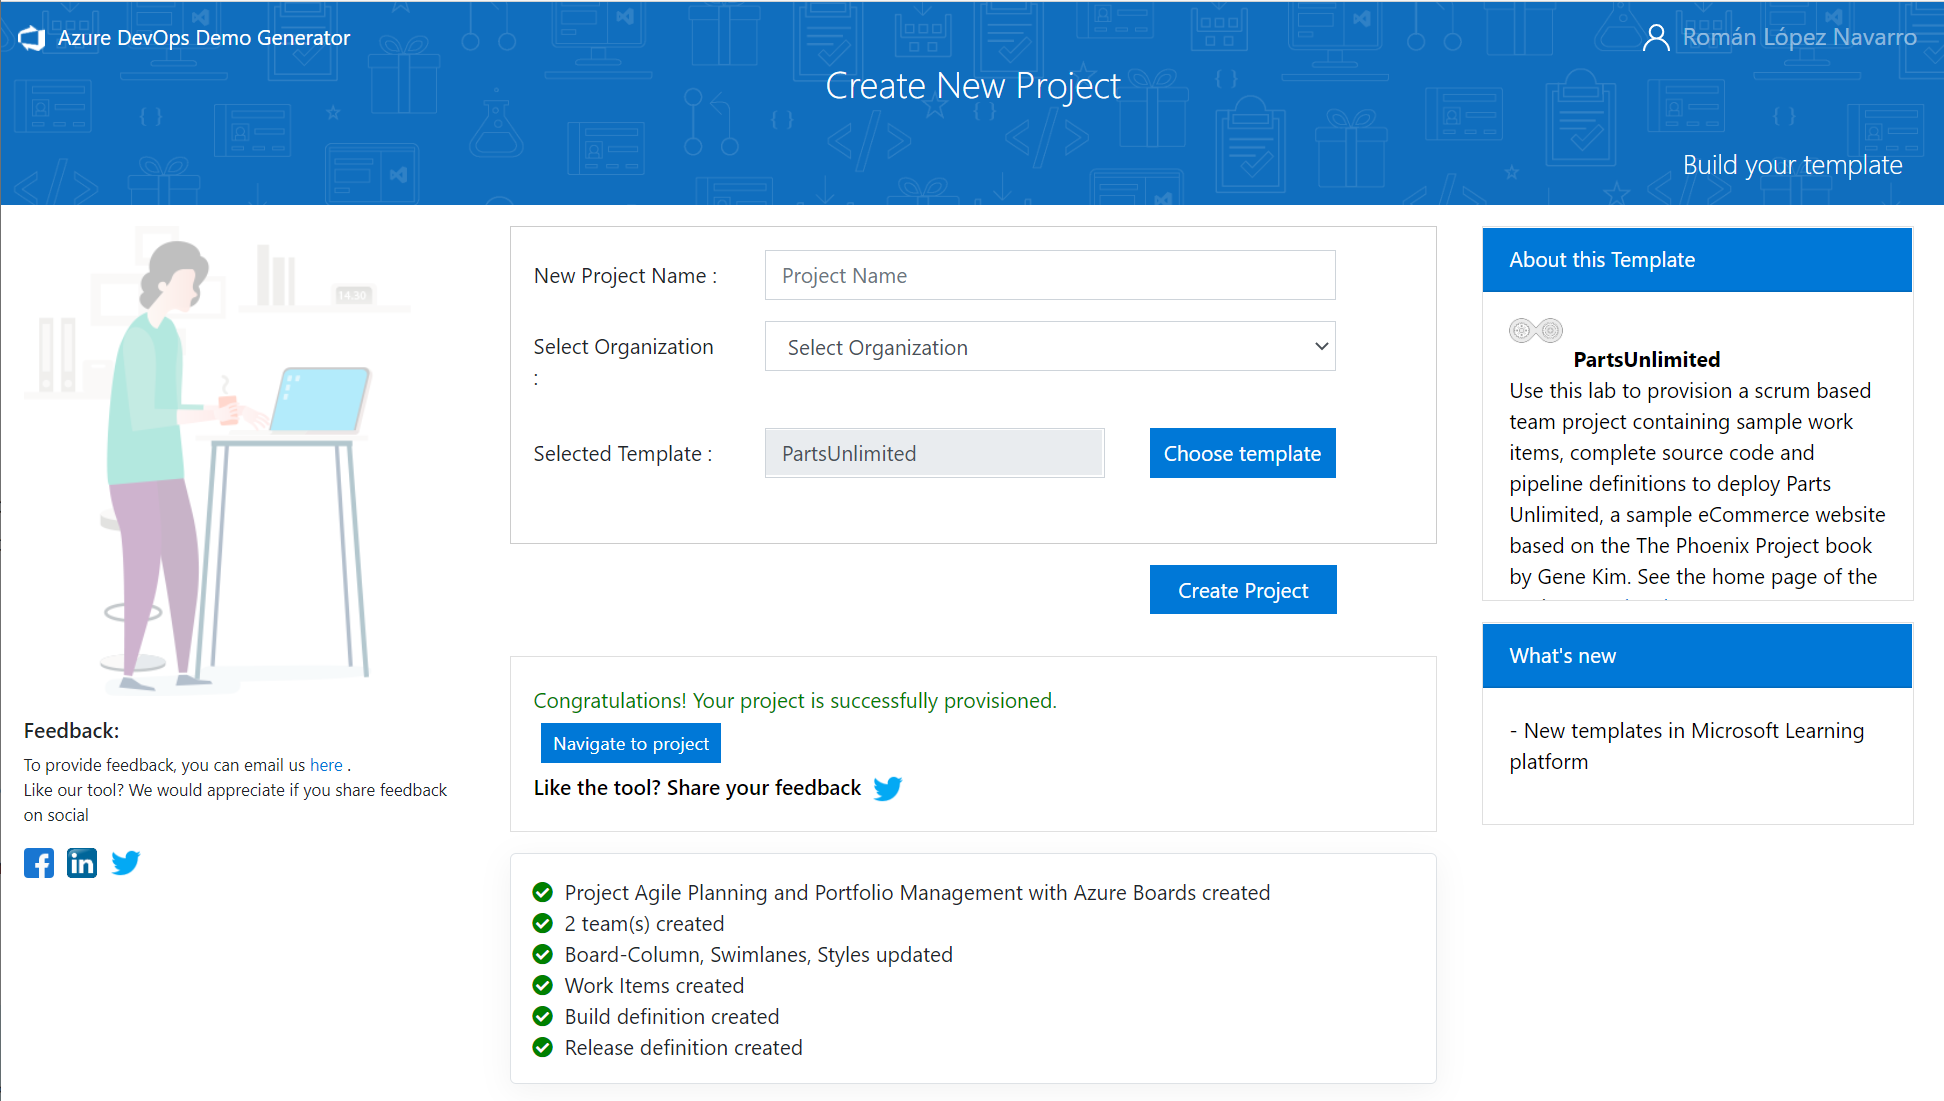 Azure DevOps Demo Generator
Román López Navarro
Create New Project
Build your template
14.30
New Project Name :
Project Name
Select Organization
:
Select Organization
Selected Template :
PartsUnlimited
Choose template
Create Project
Congratulations! Your project is successfully provisioned.
Navigate to project
Like the tool? Share your feedback
Project Agile Planning and Portfolio Management with Azure Boards created
2 team(s) created
Board-Column, Swimlanes, Styles updated
Work Items created
Build definition created
Release definition created
Feedback:
To provide feedback, you can email us here .
Like our tool? We would appreciate if you share feedback
on social
About this Template
PartsUnlimited
Use this lab to provision a scrum based
team project containing sample work
items, complete source code and
pipeline definitions to deploy Parts
Unlimited, a sample eCommerce website
based on the The Phoenix Project book
by Gene Kim. See the home page of the
What's new
- New templates in Microsoft Learning
platform